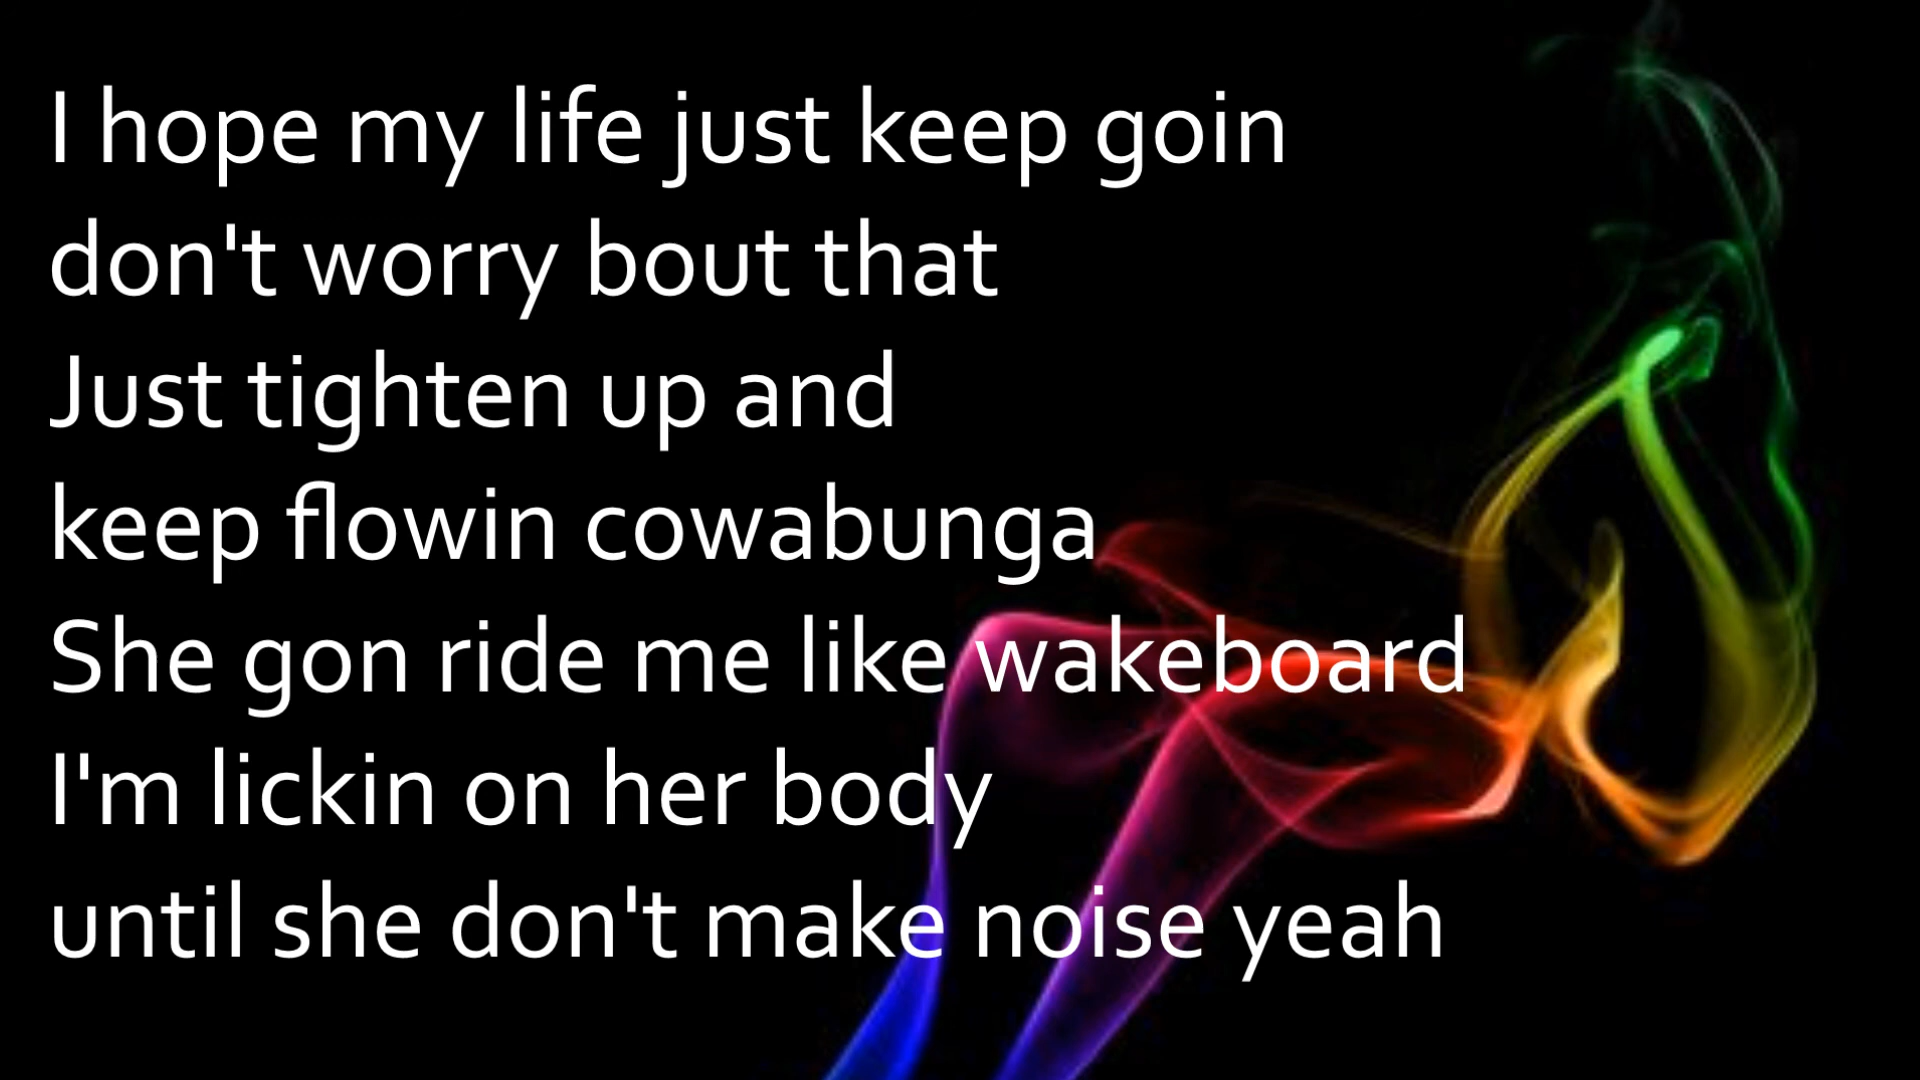 I hope my life just keep goin
don't worry bout that
Just tighten up and
keep flowin cowabunga
She gon ride me like wakeboard
I'm lickin on her body
until she don't make noise yeah